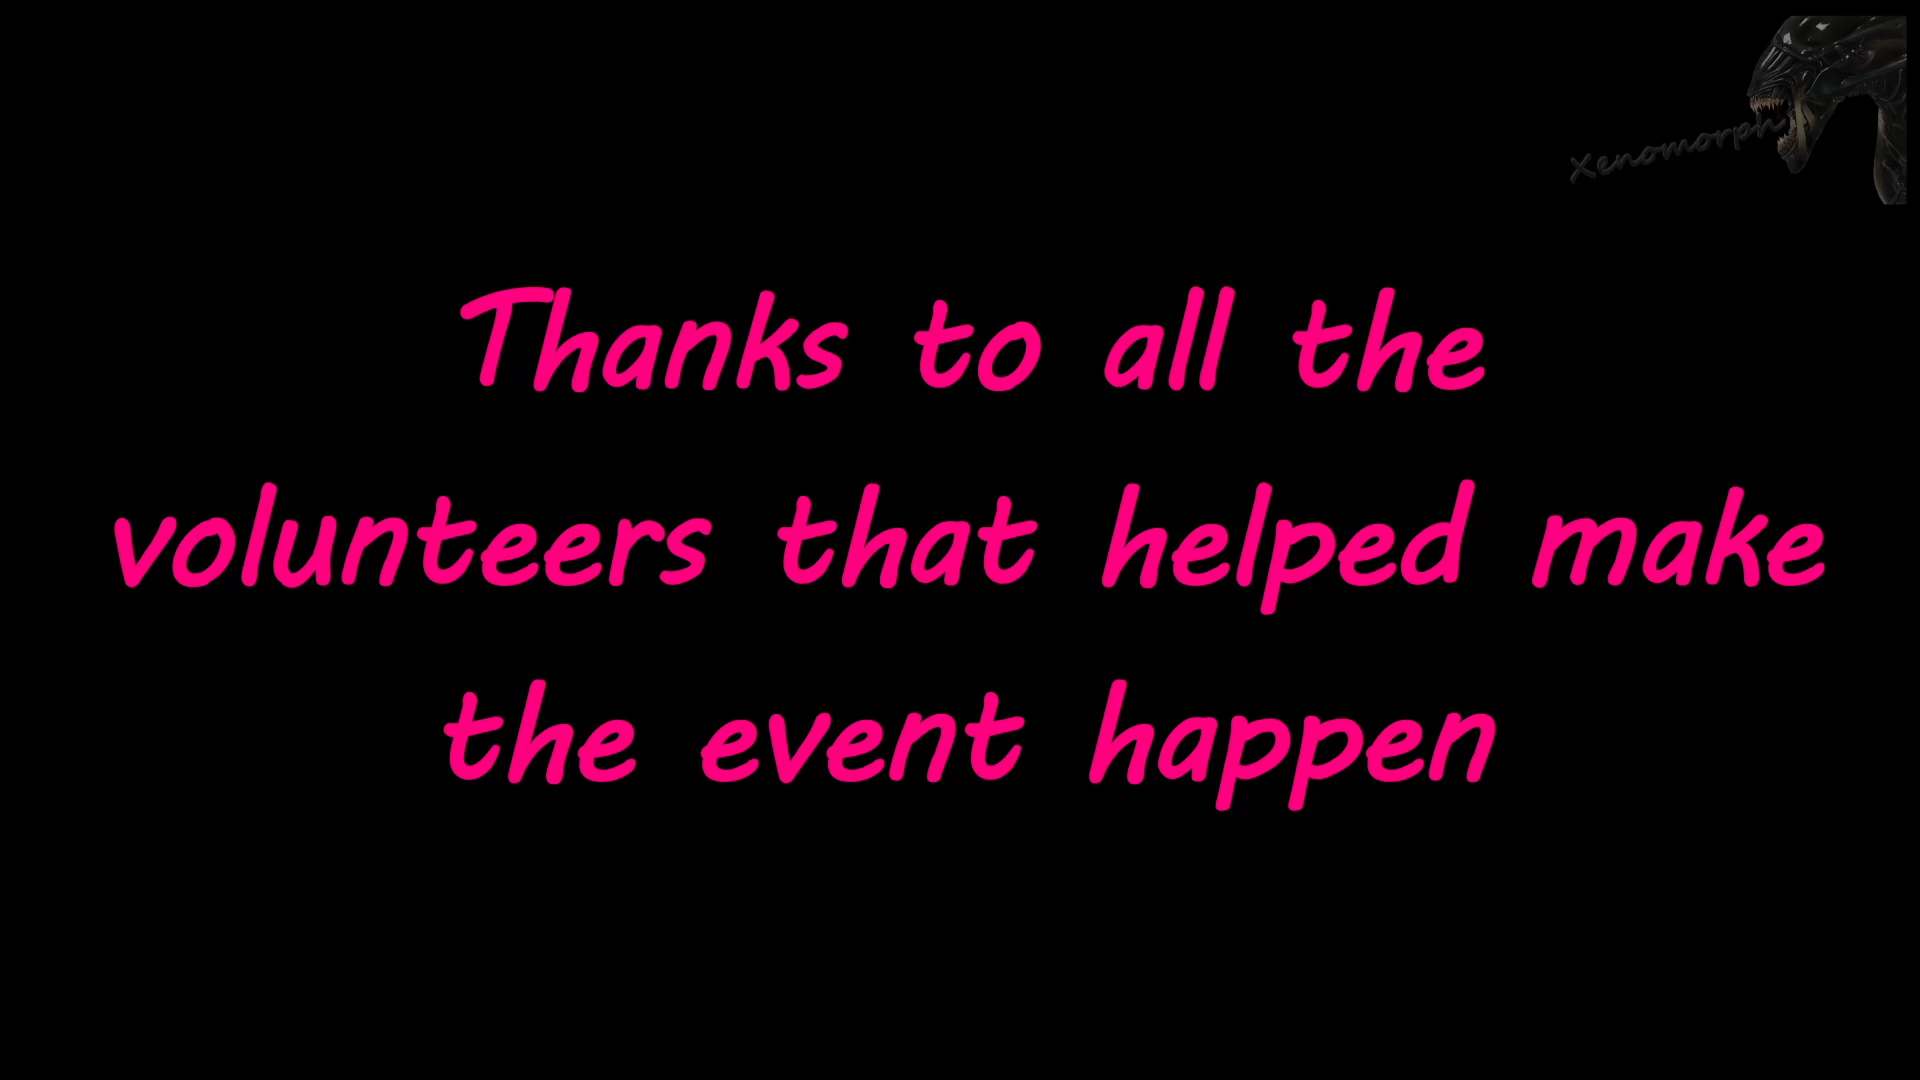 Xenomorph
Thanks to all the
volunteers that helped make
the event happen